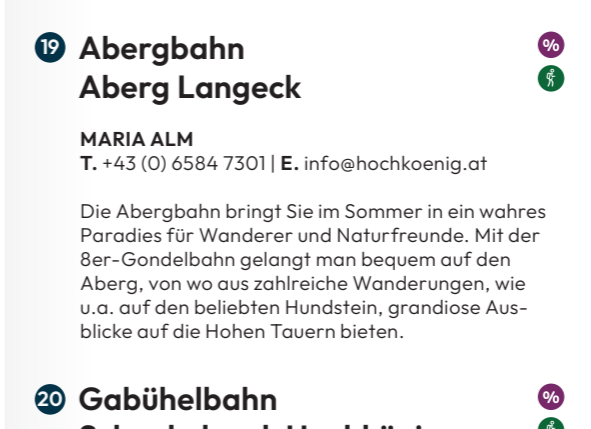 19 Abergbahn %
Aberg Langeck
MARIA ALM
T. +43 (0) 6584 7301 | E. info@hochkoenig.at
Die Abergbahn bringt Sie im Sommer in ein wahres
Paradies für Wanderer und Naturfreunde. Mit der
8er-Gondelbahn gelangt man bequem auf den
Aberg, von wo aus zahlreiche Wanderungen, wie
u.a. auf den beliebten Hundstein, grandiose Aus-
blicke auf die Hohen Tauern bieten.
20 Gabühelbahn %